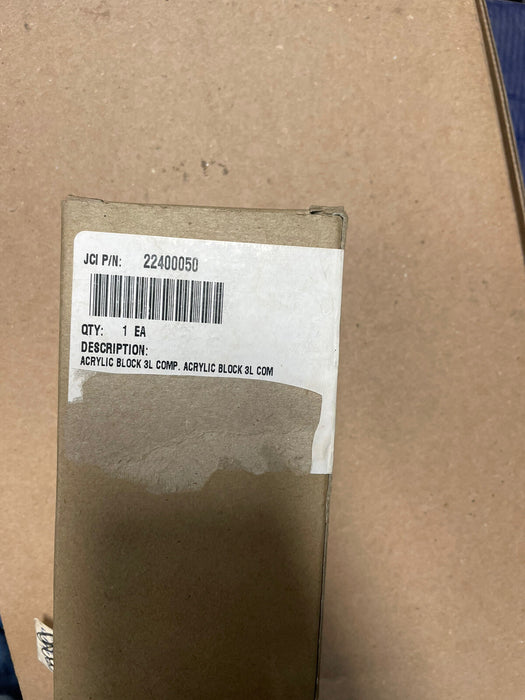 JCI P/N: 22400050
QTY: 1 EA
DESCRIPTION:
ACRYLIC BLOCK 3L COMP. ACRYLIC BLOCK 3L COM